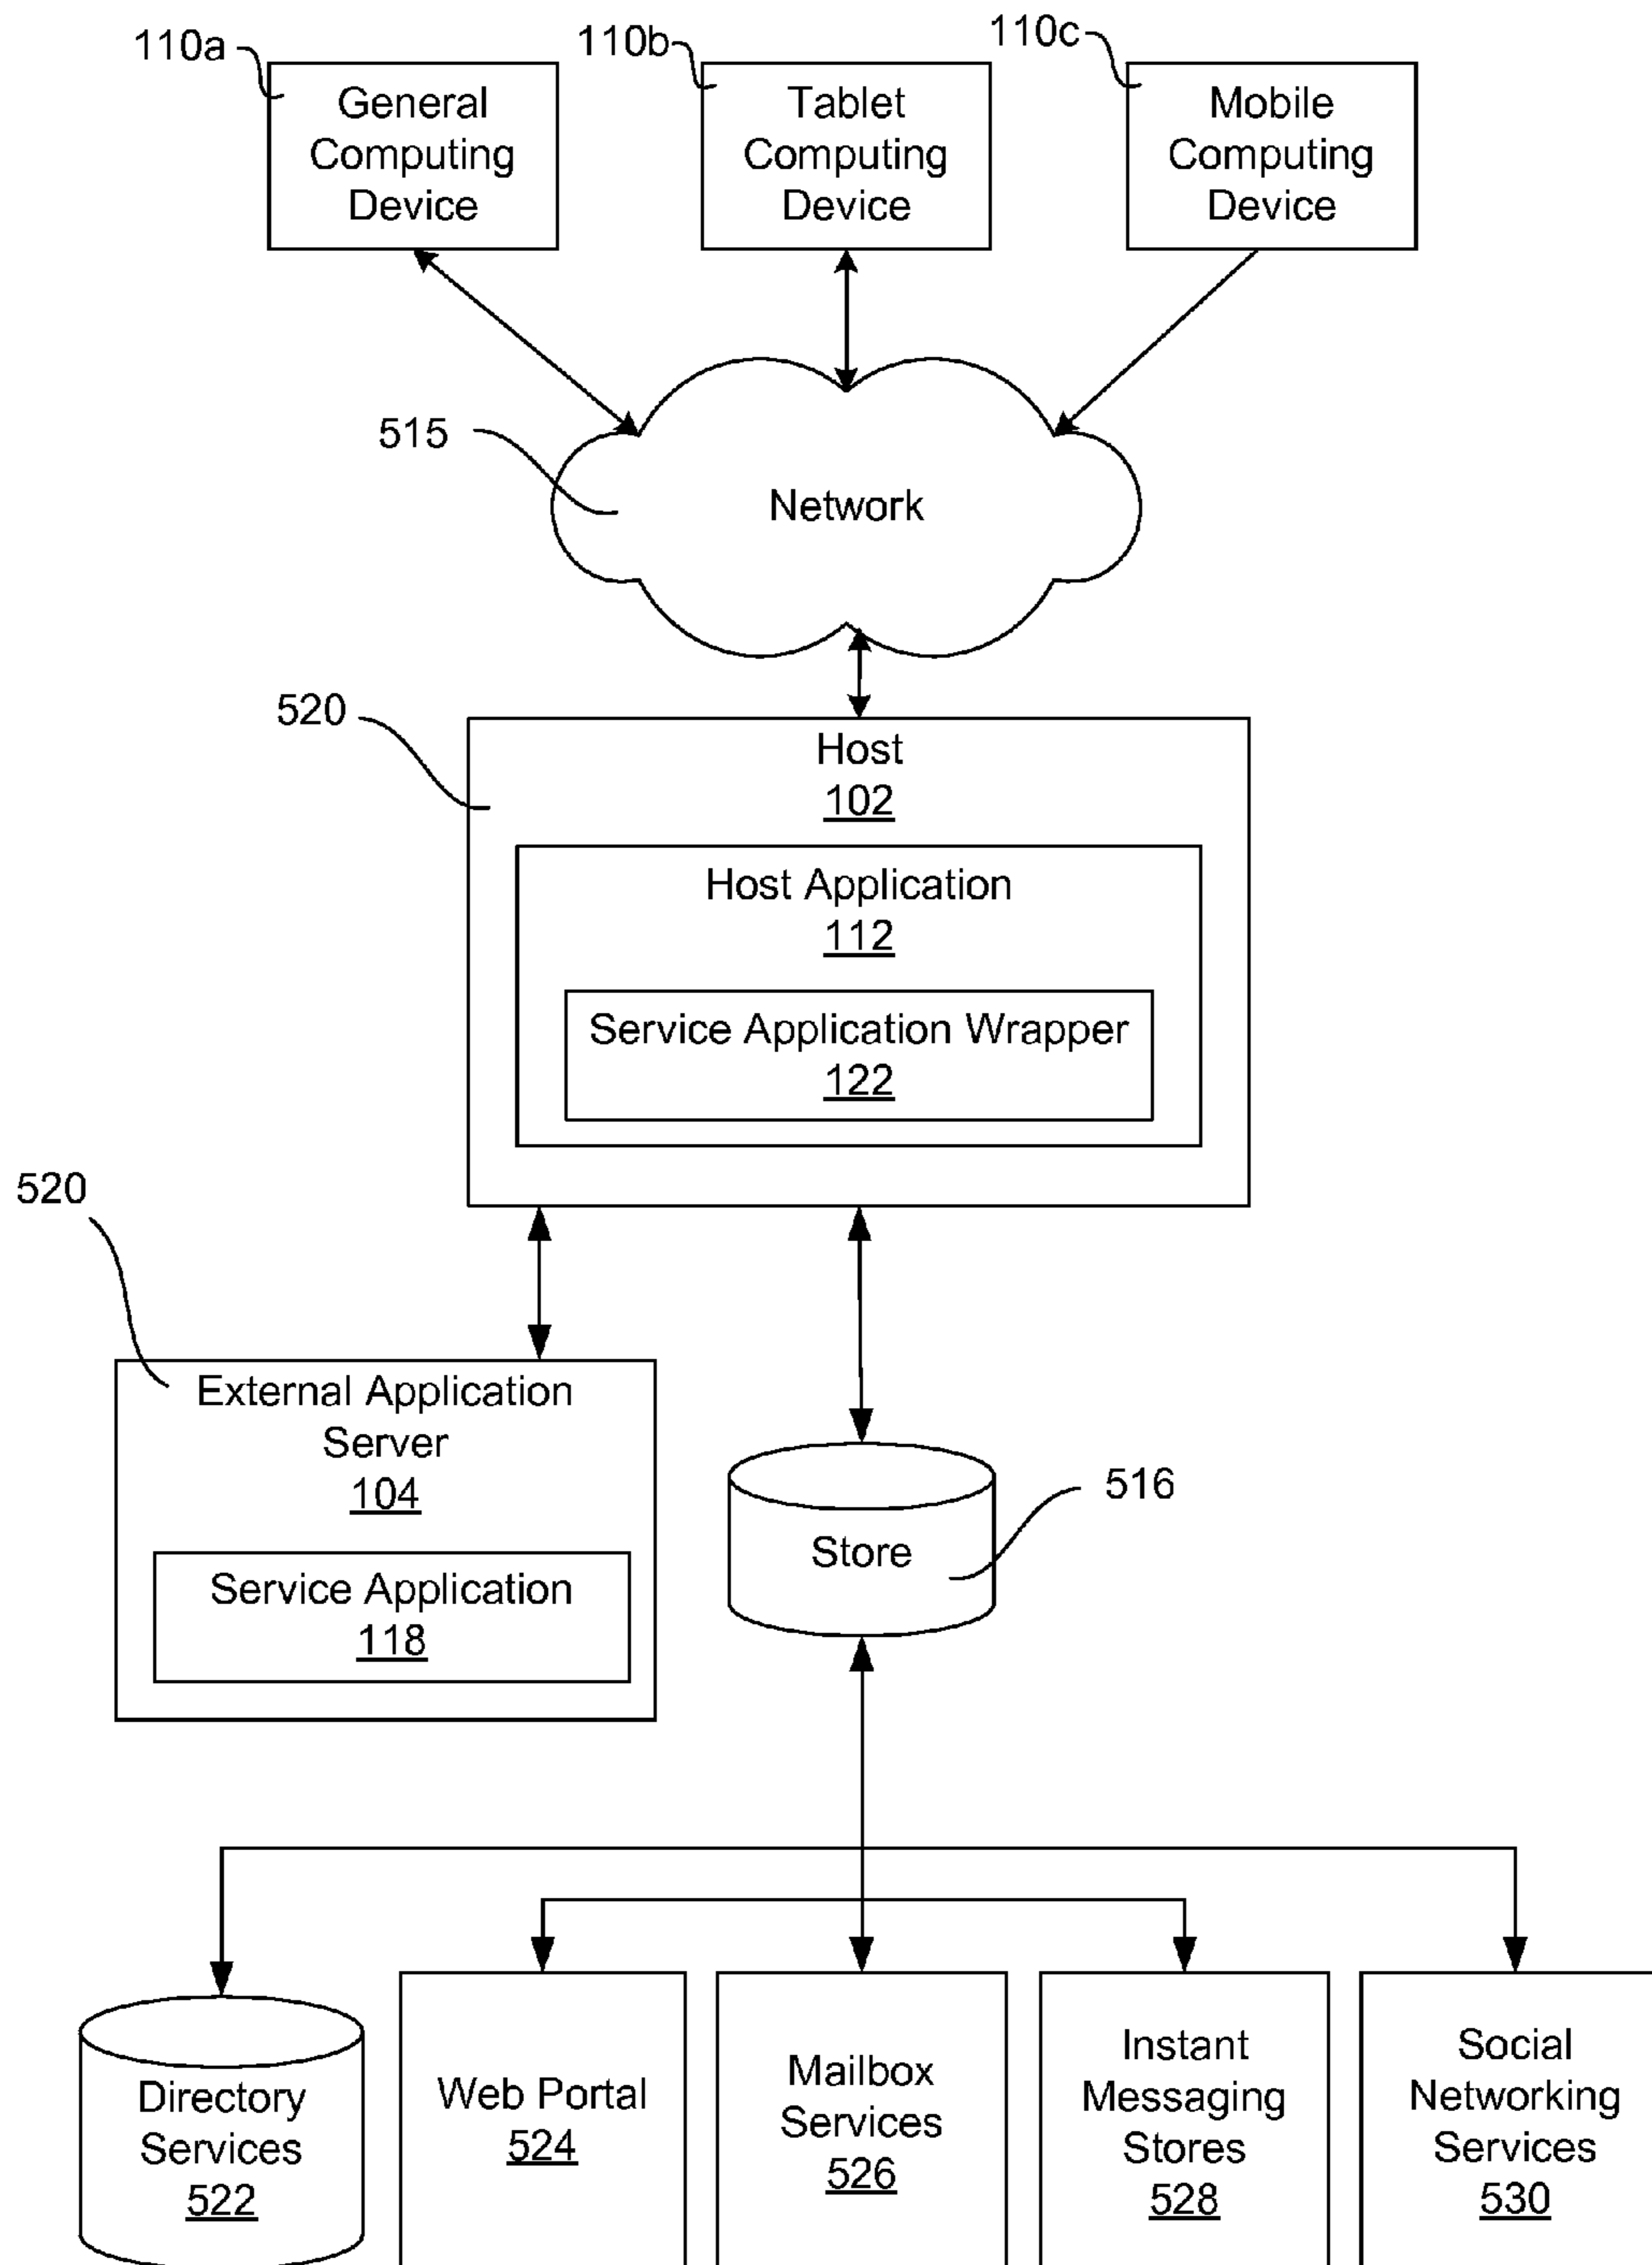 110a
110b
110c
General
Computing
Device
Tablet
Computing
Device
Mobile
Computing
Device
515
Network
520
Host
102
Host Application
112
Service Application Wrapper
122
520
External Application
Server
104
Service Application
118
516
Store
Directory
Services
522
Web Portal
524
Mailbox
Services
526
Instant
Messaging
Stores
528
Social
Networking
Services
530